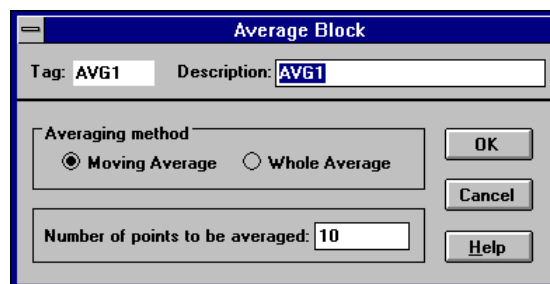 Average Block
Tag: AVG1 Description: AVG1
Averaging method
Moving Average Whole Average
OK
Cancel
Number of points to be averaged: 10
Help